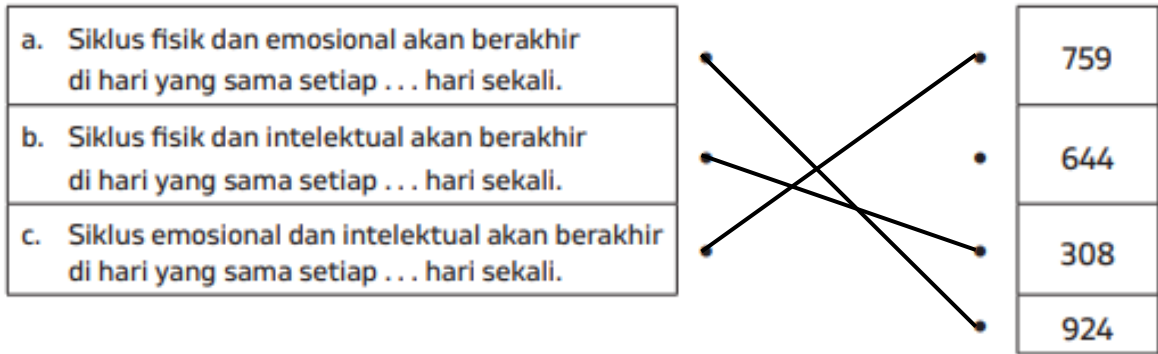 a. Siklus fisik dan emosional akan berakhir
di hari yang sama setiap . . . hari sekali.
b. Siklus fisik dan intelektual akan berakhir
di hari yang sama setiap . . . hari sekali.
c. Siklus emosional dan intelektual akan berakhir
di hari yang sama setiap . . . hari sekali.
759
644
308
924